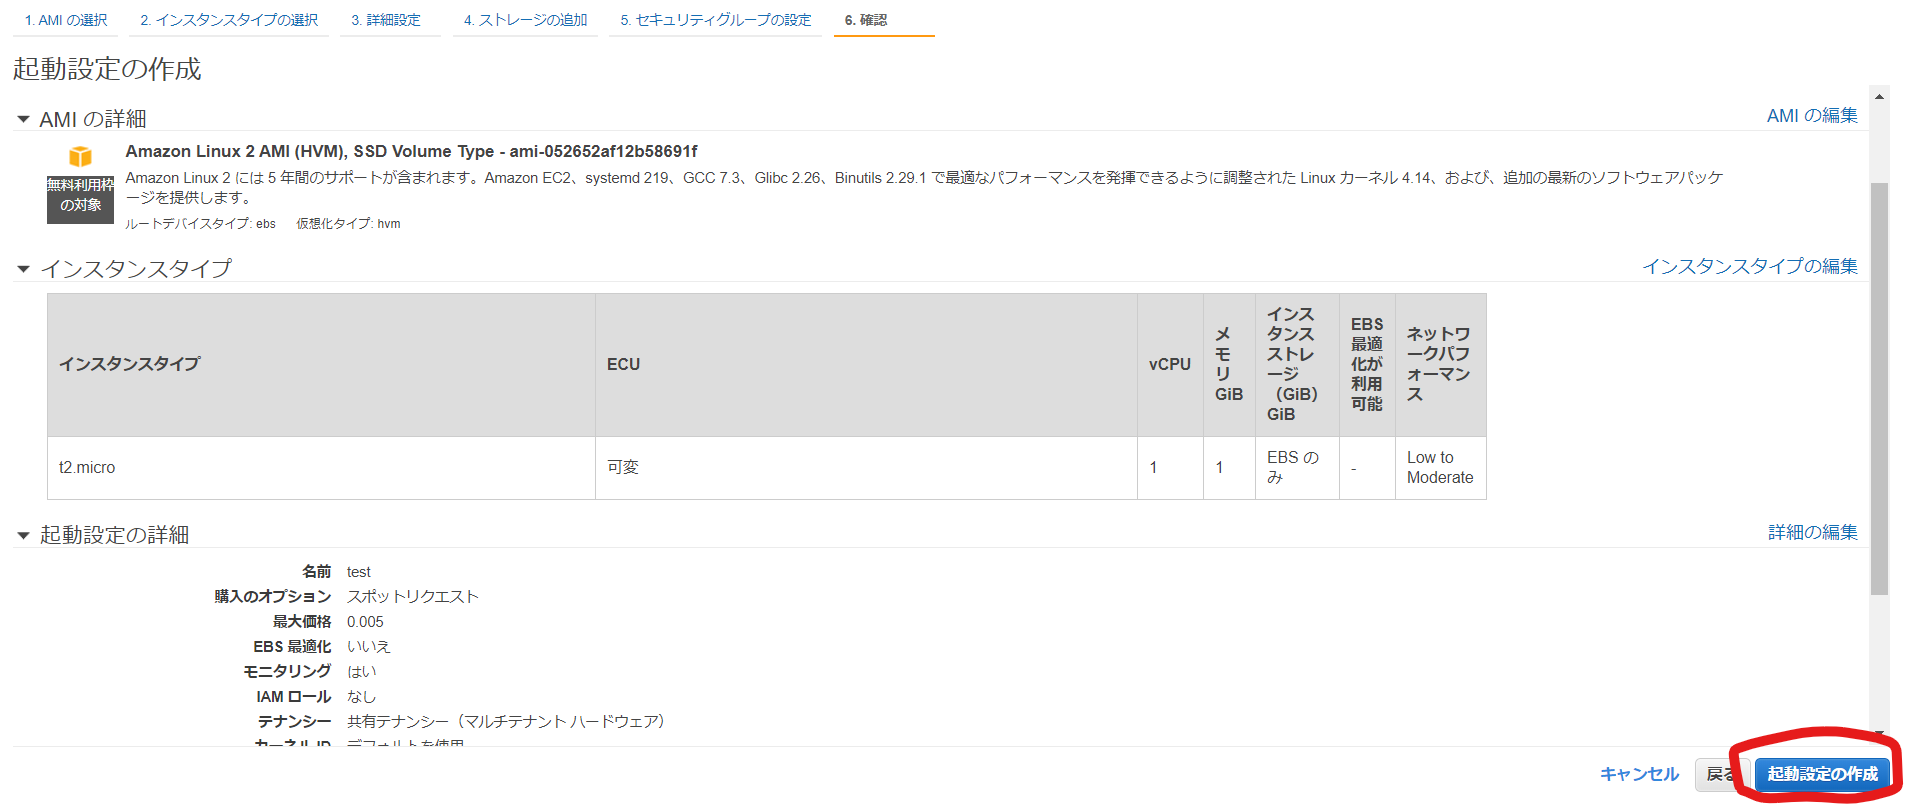 1. AMI の選択 2. インスタンスタイプの選択 3. 詳細設定 4. ストレージの追加 5. セキュリティグループの設定 6. 確認
起動設定の作成
AMI の詳細 AMI の編集
Amazon Linux 2 AMI (HVM), SSD Volume Type - ami-052652af12b58691f
無料利用枠
の対象
Amazon Linux 2 には 5 年間のサポートが含まれます。Amazon EC2、systemd 219、GCC 7.3、Glibc 2.26、Binutils 2.29.1 で最適なパフォーマンスを発揮できるように調整された Linux カーネル 4.14、および、追加の最新のソフトウェアパッケ
ージを提供します。
ルートデバイスタイプ: ebs 仮想化タイプ: hvm
インスタンスタイプ インスタンスタイプの編集
インスタンスタイプ
ECU
vCPU
メ
モ
リ
GiB
インス
タンス
ストレ
ージ
（GiB）
GiB
EBS
最適
化が
利用
可能
ネットワ
ークパフ
ォーマン
ス
t2.micro
可変
1
1
EBS の
み
-
Low to
Moderate
起動設定の詳細 詳細の編集
名前 test
購入のオプション スポットリクエスト
最大価格 0.005
EBS 最適化 いいえ
モニタリング はい
IAM ロール なし
テナンシー 共有テナンシー（マルチテナント ハードウェア）
カーネル ID デフォルトを使用
キャンセル 戻る 起動設定の作成